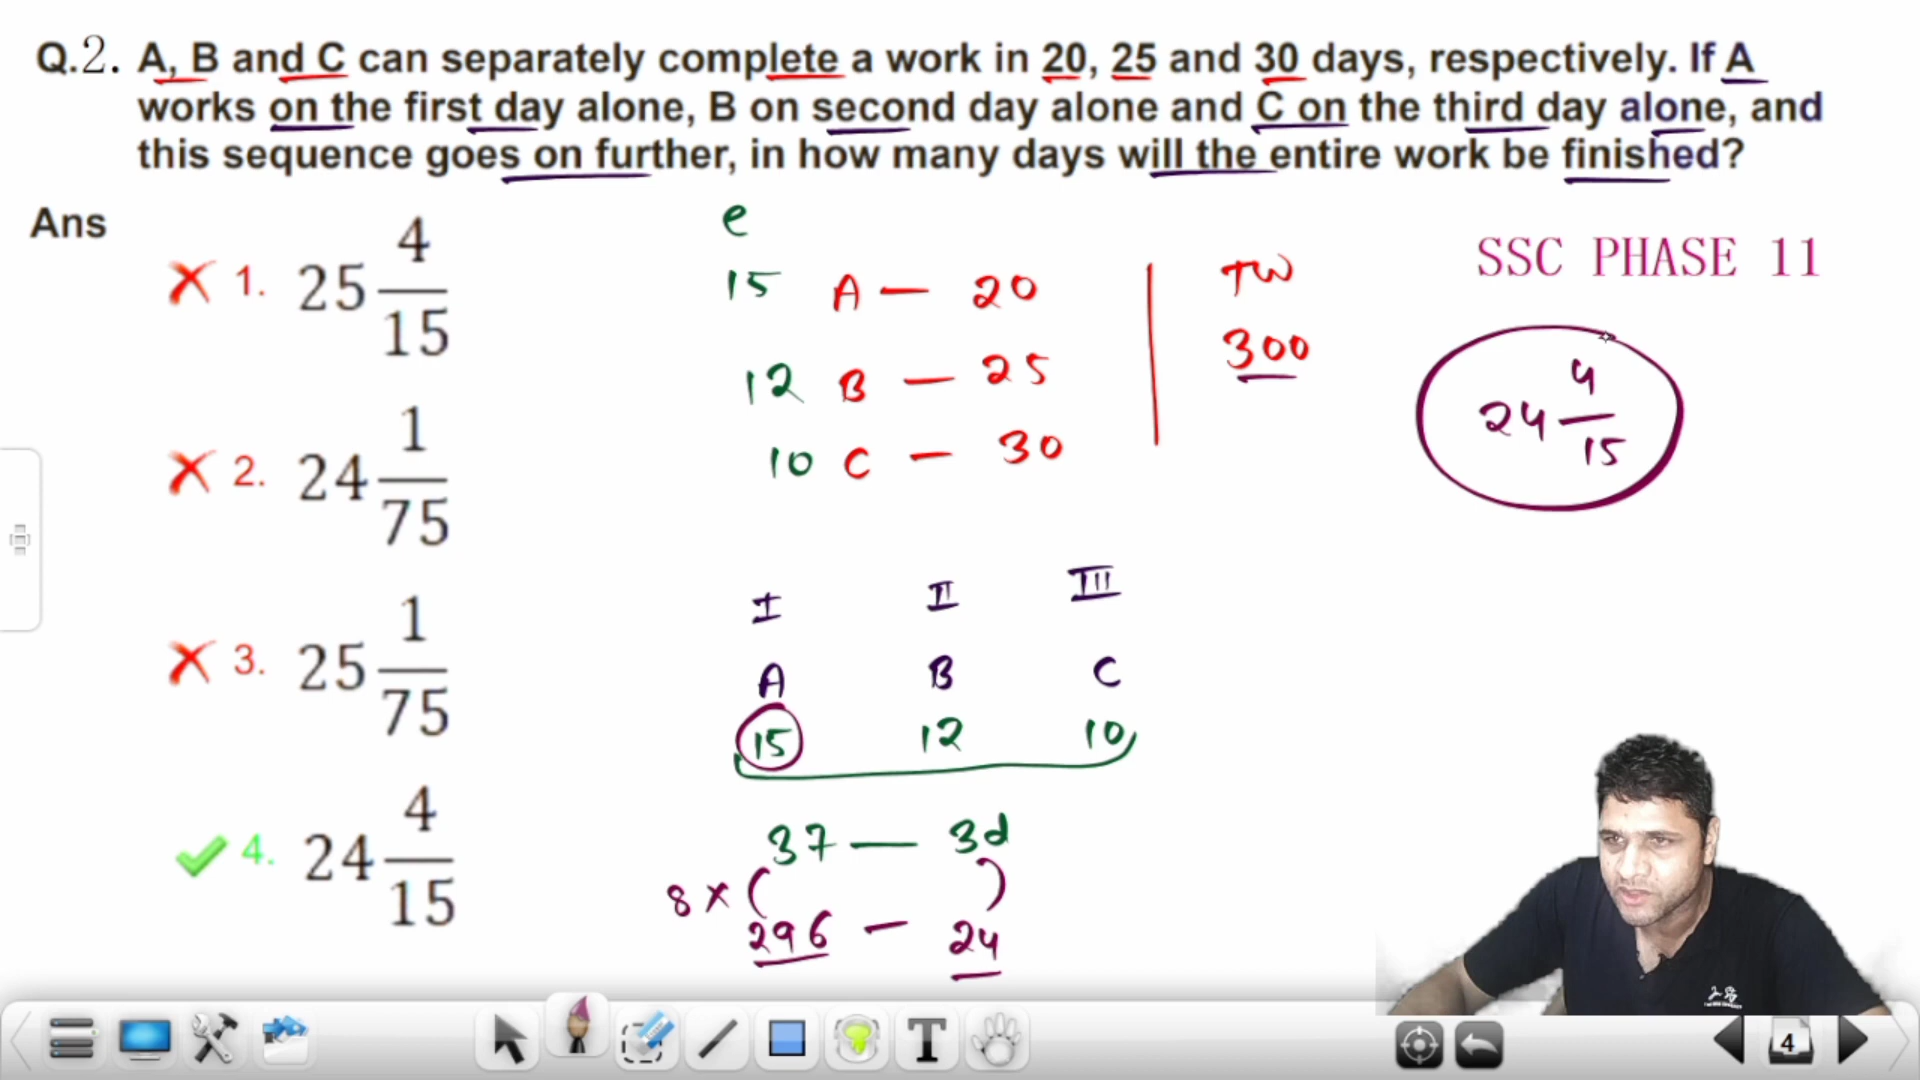 Q.2. A, B and C can separately complete a work in 20, 25 and 30 days, respectively. If A
works on the first day alone, B on second day alone and C on the third day alone, and
this sequence goes on further, in how many days will the entire work be finished?
Ans
1. 25 4/15
2. 24 1/75
3. 25 1/75
4. 24 4/15
e
15 A — 20
12 B — 25
10 C — 30
TW
300
SSC PHASE 11
24 4/15
I II III
A B C
15 12 10
37 — 3d
8 × ( )
296 — 24
T
4